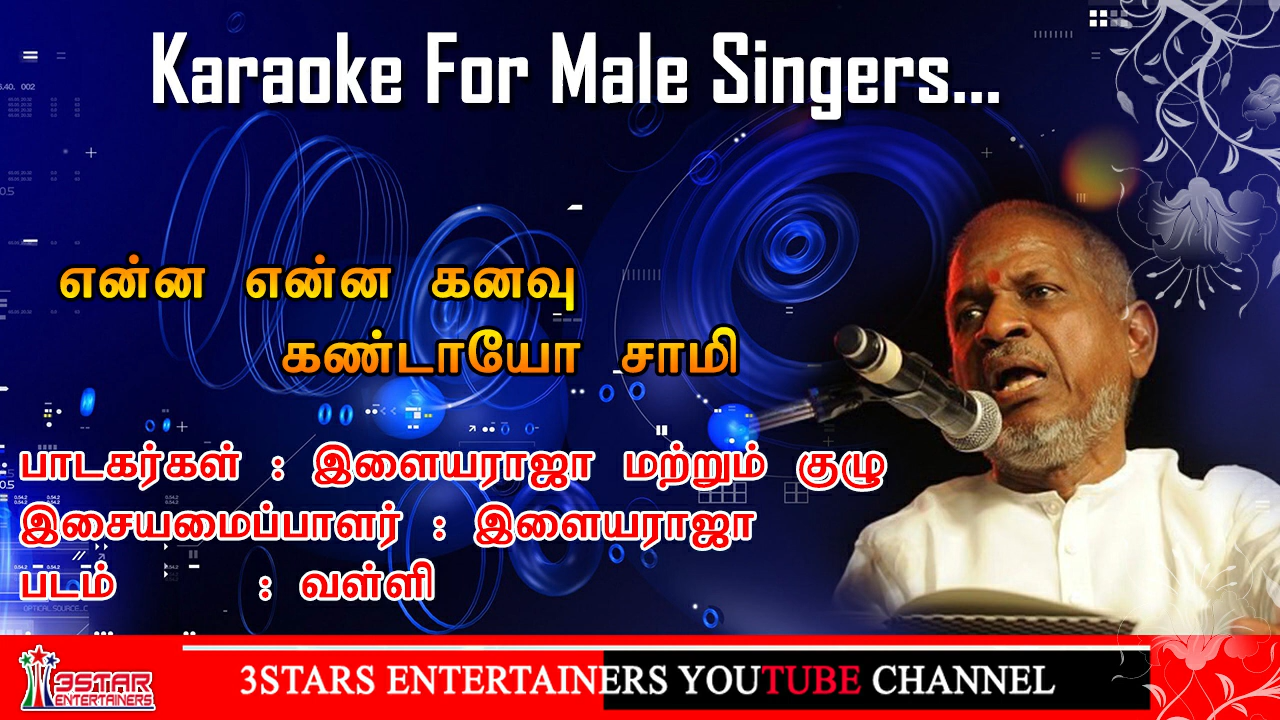 Karaoke For Male Singers...
என்ன என்ன கனவு
கண்டாயோ சாமி
பாடகர்கள் : இளையராஜா மற்றும் குழு
இசையமைப்பாளர் : இளையராஜா
படம் : வள்ளி
3STAR
ENTERTAINERS
3STARS ENTERTAINERS YOUTUBE CHANNEL